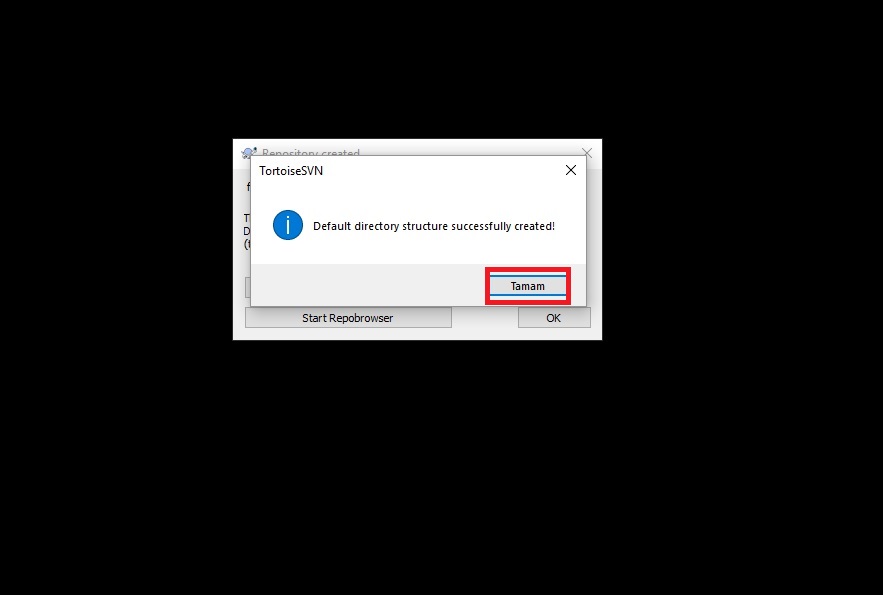 Repository created
TortoiseSVN
Default directory structure successfully created!
Tamam
Start Repobrowser
OK